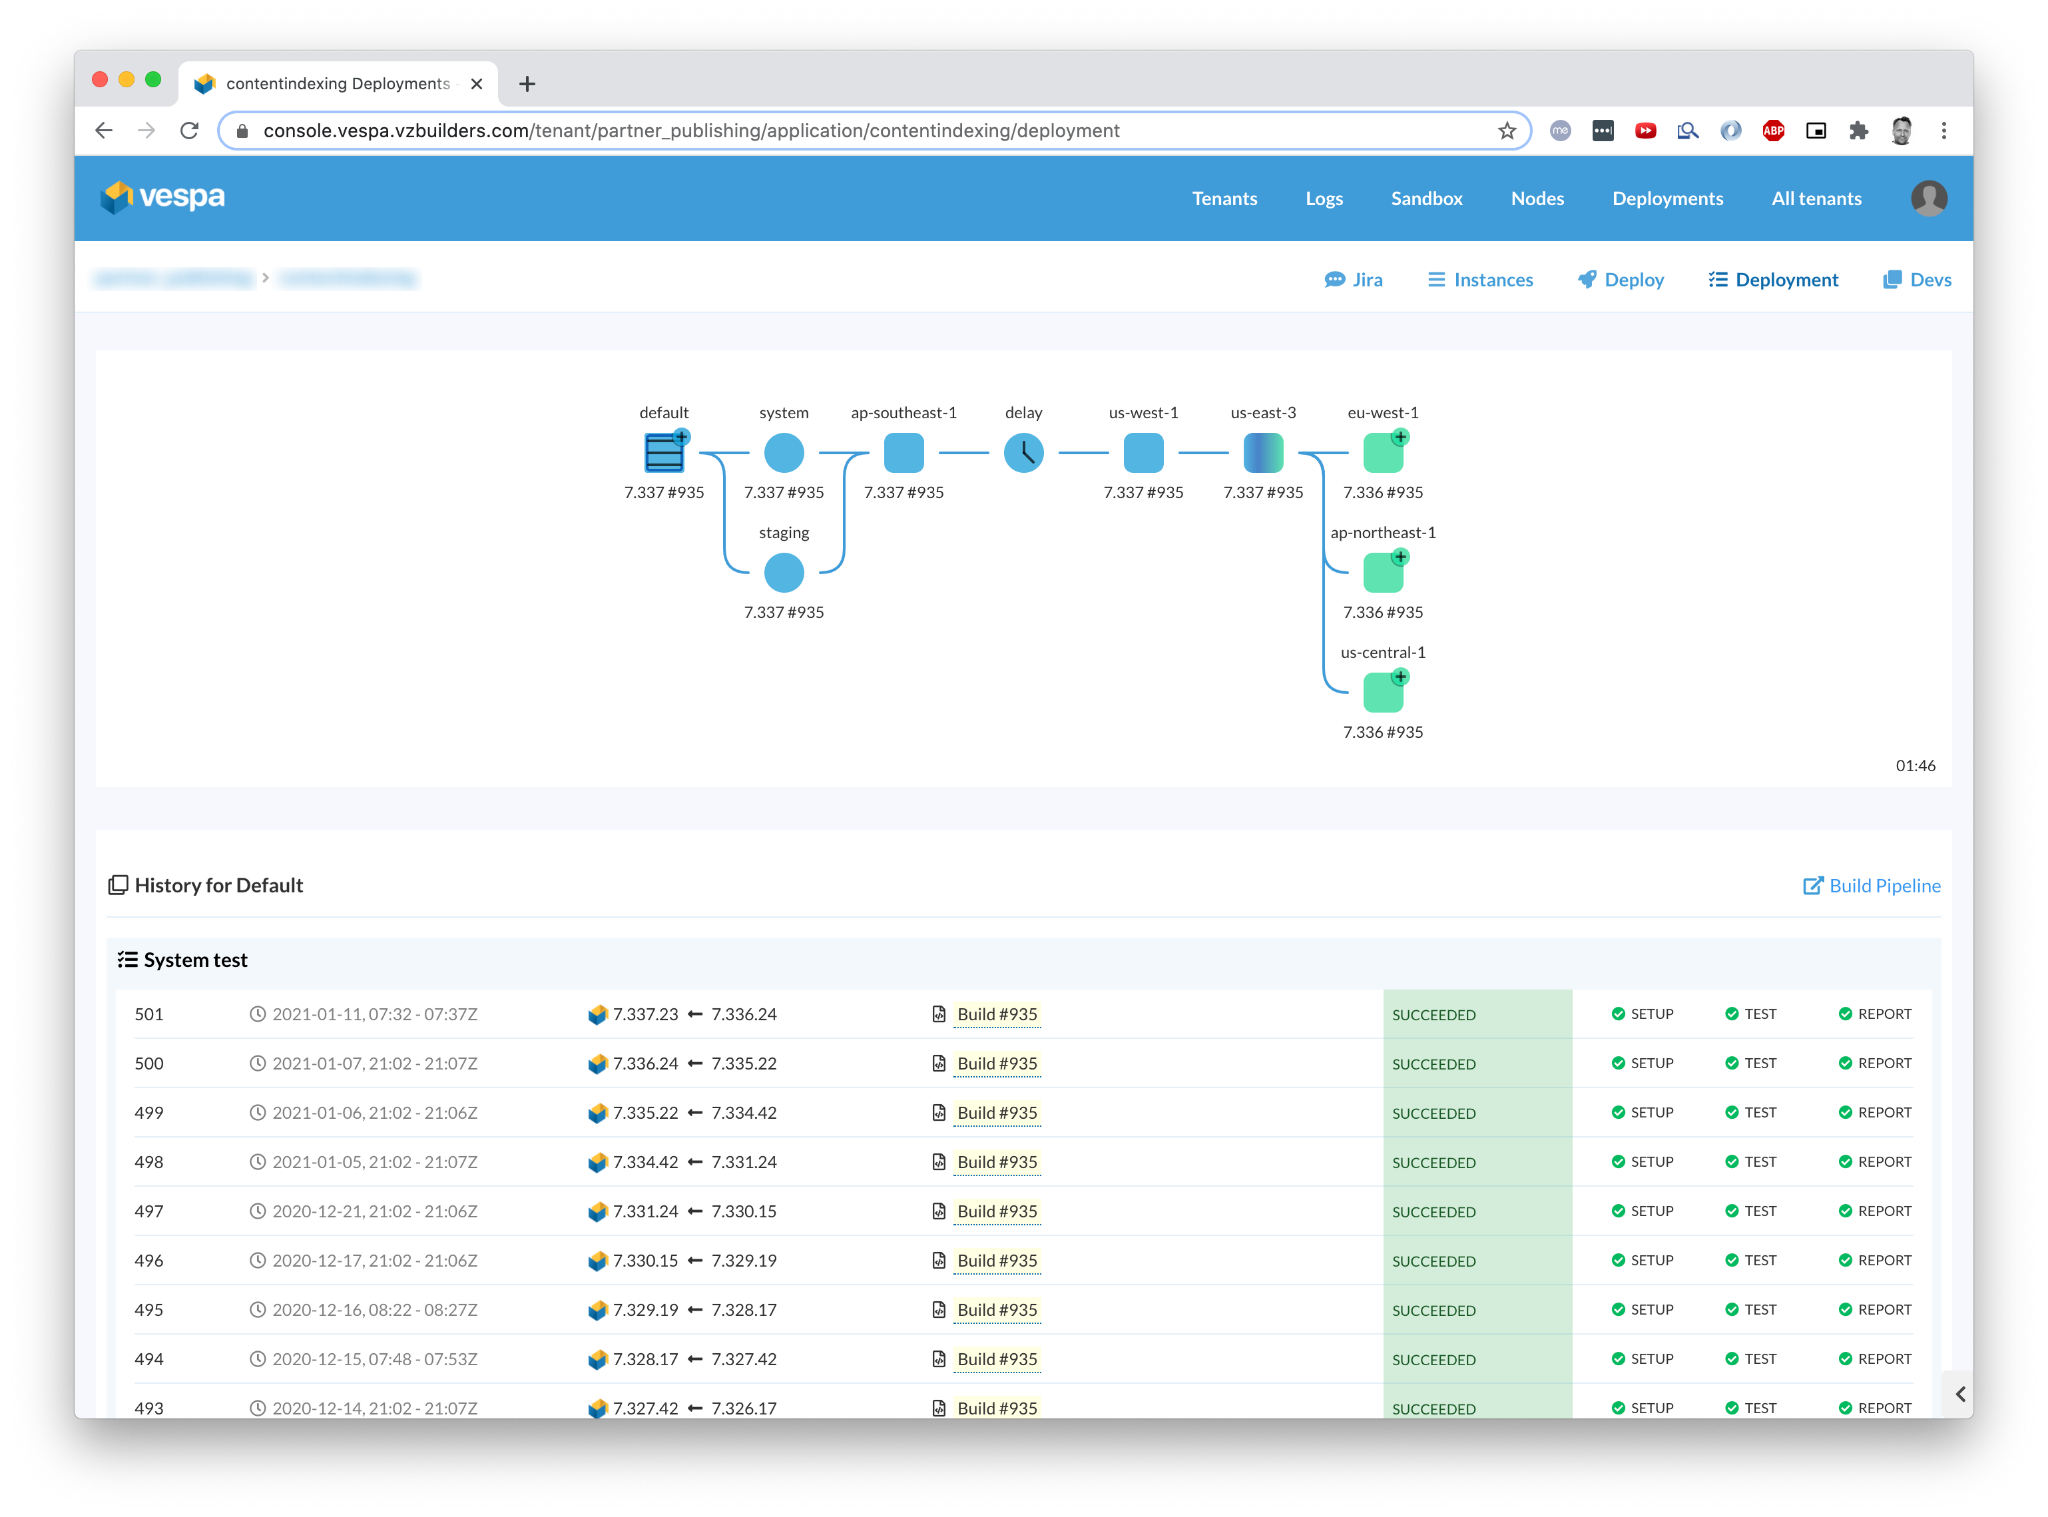 contentindexing Deployments
console.vespa.vzbuilders.com/tenant/partner_publishing/application/contentindexing/deployment
me
ABP
vespa
Tenants Logs Sandbox Nodes Deployments All tenants
Jira Instances Deploy Deployment Devs
default system ap-southeast-1 delay us-west-1 us-east-3 eu-west-1
7.337 #935 7.337 #935 7.337 #935 7.337 #935 7.337 #935 7.336 #935
staging ap-northeast-1
7.337 #935 7.336 #935
us-central-1
7.336 #935
01:46
History for Default Build Pipeline
System test
501 2021-01-11, 07:32 - 07:37Z 7.337.23 ← 7.336.24 Build #935 SUCCEEDED SETUP TEST REPORT
500 2021-01-07, 21:02 - 21:07Z 7.336.24 ← 7.335.22 Build #935 SUCCEEDED SETUP TEST REPORT
499 2021-01-06, 21:02 - 21:06Z 7.335.22 ← 7.334.42 Build #935 SUCCEEDED SETUP TEST REPORT
498 2021-01-05, 21:02 - 21:07Z 7.334.42 ← 7.331.24 Build #935 SUCCEEDED SETUP TEST REPORT
497 2020-12-21, 21:02 - 21:06Z 7.331.24 ← 7.330.15 Build #935 SUCCEEDED SETUP TEST REPORT
496 2020-12-17, 21:02 - 21:06Z 7.330.15 ← 7.329.19 Build #935 SUCCEEDED SETUP TEST REPORT
495 2020-12-16, 08:22 - 08:27Z 7.329.19 ← 7.328.17 Build #935 SUCCEEDED SETUP TEST REPORT
494 2020-12-15, 07:48 - 07:53Z 7.328.17 ← 7.327.42 Build #935 SUCCEEDED SETUP TEST REPORT
493 2020-12-14, 21:02 - 21:07Z 7.327.42 ← 7.326.17 Build #935 SUCCEEDED SETUP TEST REPORT